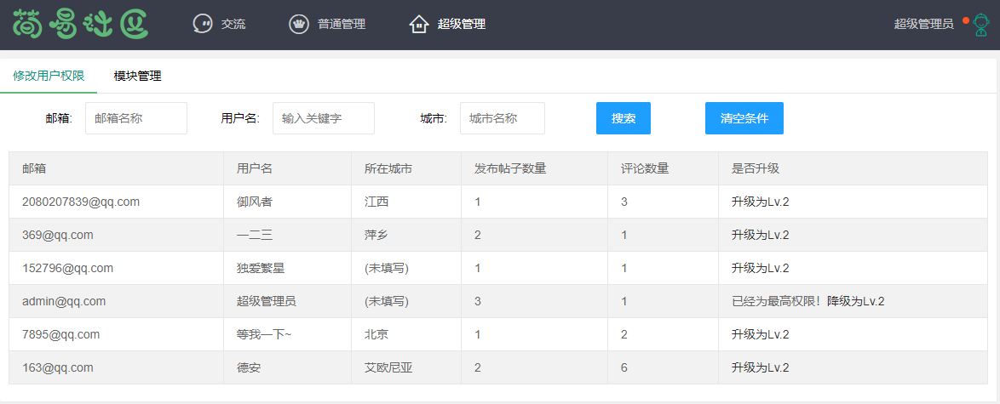 简易社区 交流 普通管理 超级管理 超级管理员
修改用户权限 模块管理
邮箱: 邮箱名称 用户名: 输入关键字 城市: 城市名称 搜索 清空条件
邮箱 用户名 所在城市 发布帖子数量 评论数量 是否升级
2080207839@qq.com 御风者 江西 1 3 升级为Lv.2
369@qq.com 一二三 萍乡 2 1 升级为Lv.2
152796@qq.com 独爱繁星 (未填写) 1 1 升级为Lv.2
admin@qq.com 超级管理员 (未填写) 3 1 已经为最高权限！降级为Lv.2
7895@qq.com 等我一下~ 北京 1 2 升级为Lv.2
163@qq.com 德安 艾欧尼亚 2 6 升级为Lv.2